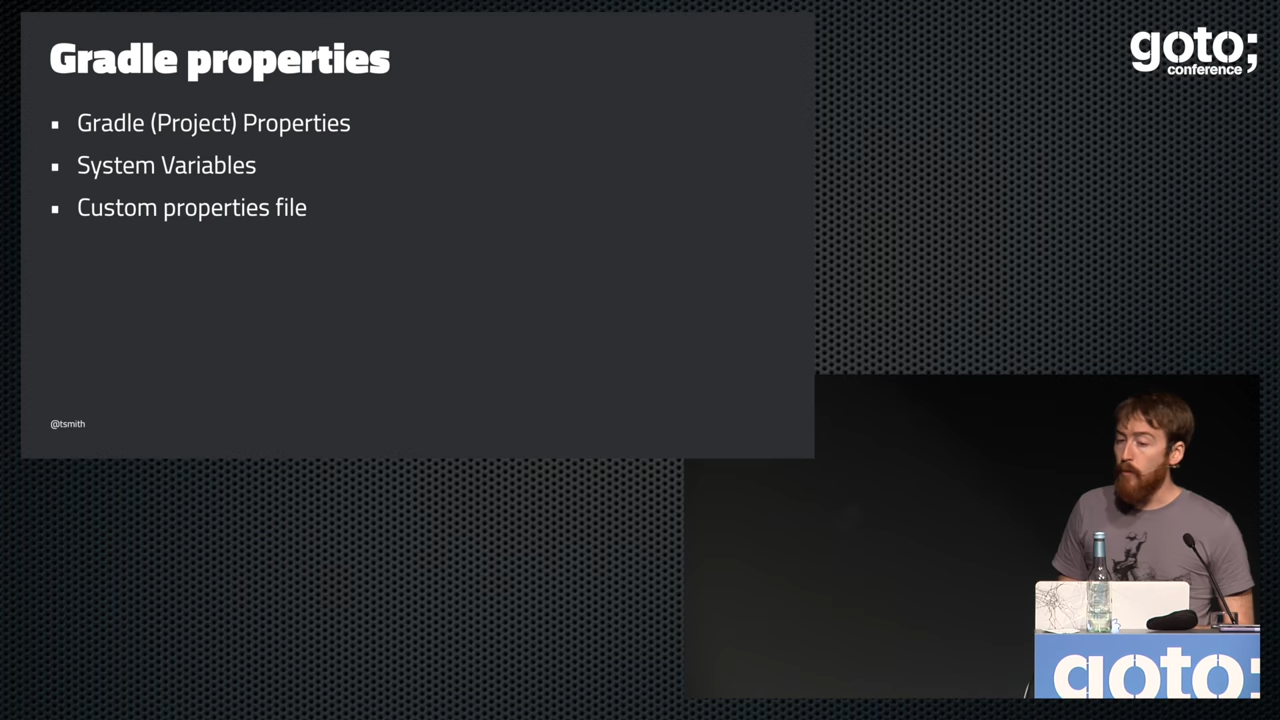 Gradle properties
goto;
conference
▪ Gradle (Project) Properties
▪ System Variables
▪ Custom properties file
@tsmith
goto;